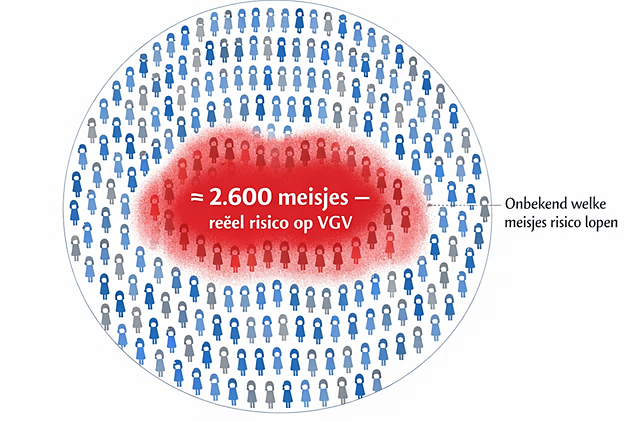 ≈ 2.600 meisjes –
reëel risico op VGV
Onbekend welke
meisjes risico lopen